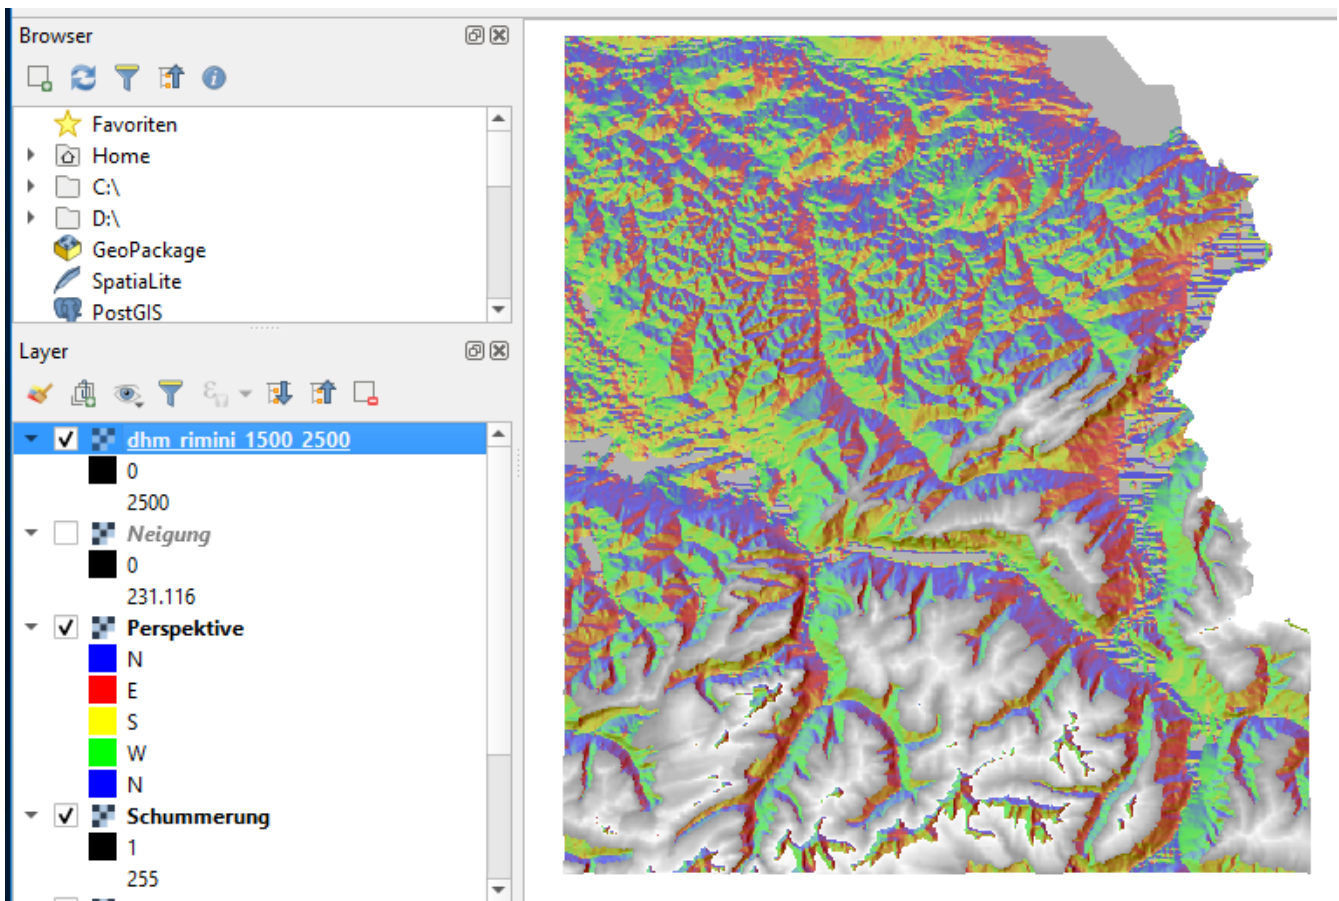 Browser
Favoriten
Home
C:\
D:\
GeoPackage
SpatiaLite
PostGIS
Layer
dhm_rimini_1500_2500
0
2500
Neigung
0
231.116
Perspektive
N
E
S
W
N
Schummerung
1
255